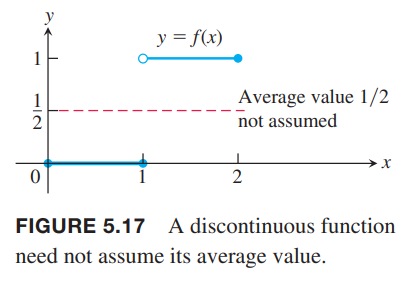 y
y = f(x)
1
1/2
Average value 1/2
not assumed
x
0
1
2
FIGURE 5.17 A discontinuous function
need not assume its average value.